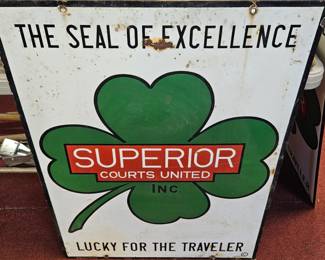 THE SEAL OF EXCELLENCE
SUPERIOR
COURTS UNITED
INC
LUCKY FOR THE TRAVELER
©